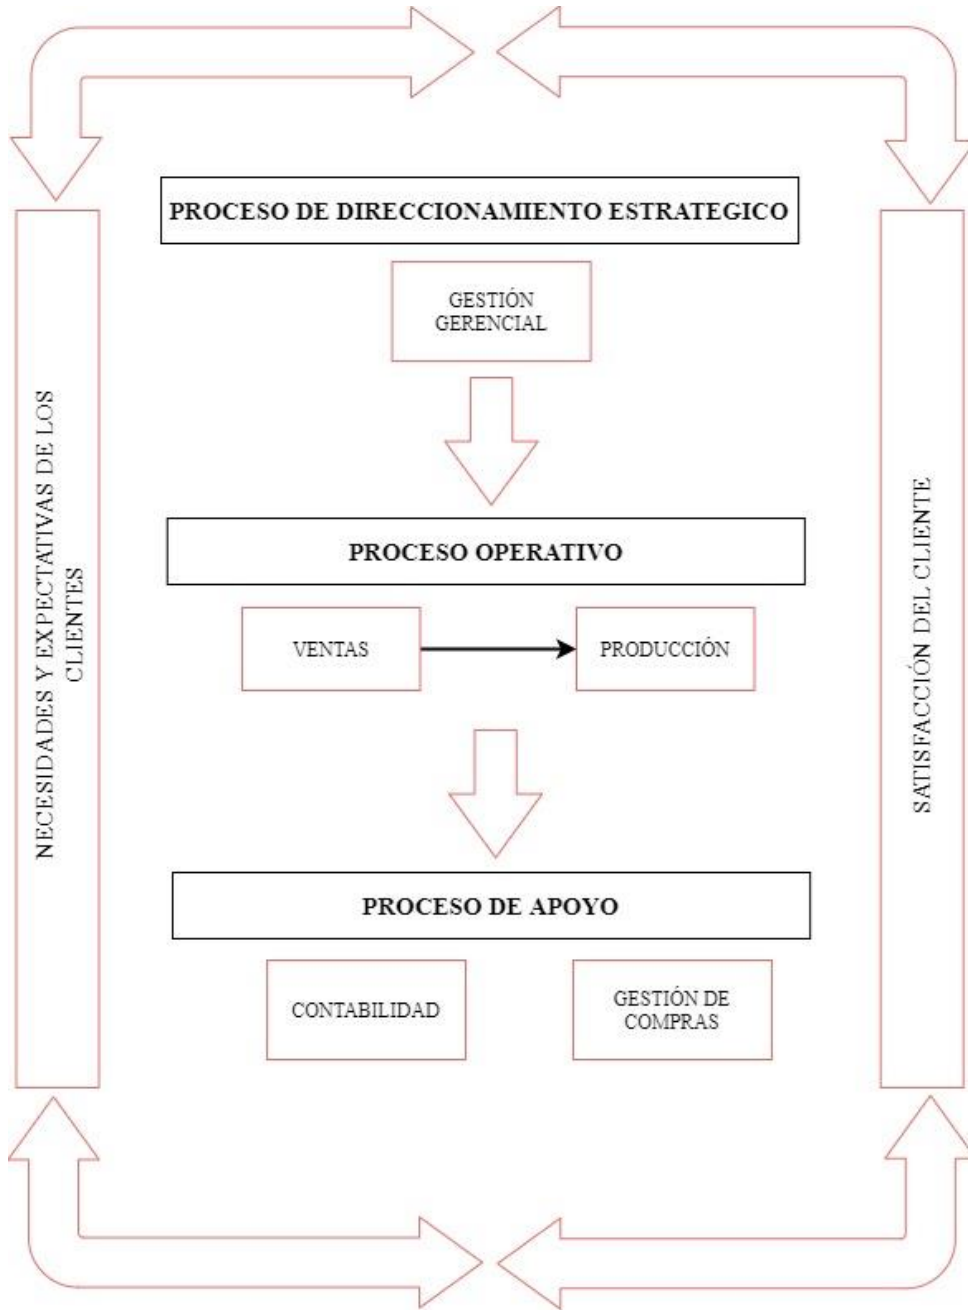 PROCESO DE DIRECCIONAMIENTO ESTRATEGICO
GESTIÓN
GERENCIAL
NECESIDADES Y EXPECTATIVAS DE LOS
CLIENTES
PROCESO OPERATIVO
VENTAS
PRODUCCIÓN
SATISFACCIÓN DEL CLIENTE
PROCESO DE APOYO
CONTABILIDAD
GESTIÓN DE
COMPRAS